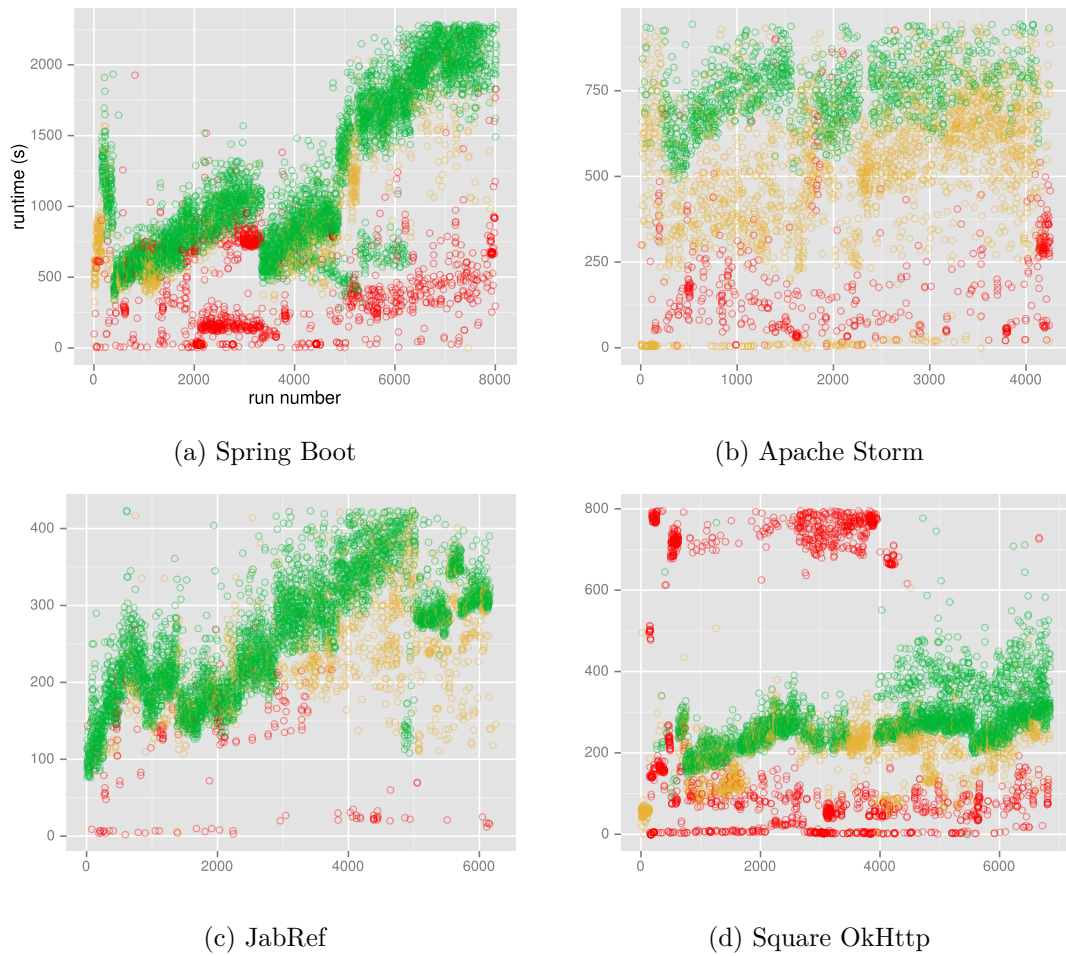 2000
1500
1000
500
0
runtime (s)
0 2000 4000 6000 8000
run number
(a) Spring Boot
750
500
250
0
0 1000 2000 3000 4000
(b) Apache Storm
400
300
200
100
0
0 2000 4000 6000
(c) JabRef
800
600
400
200
0
0 2000 4000 6000
(d) Square OkHttp